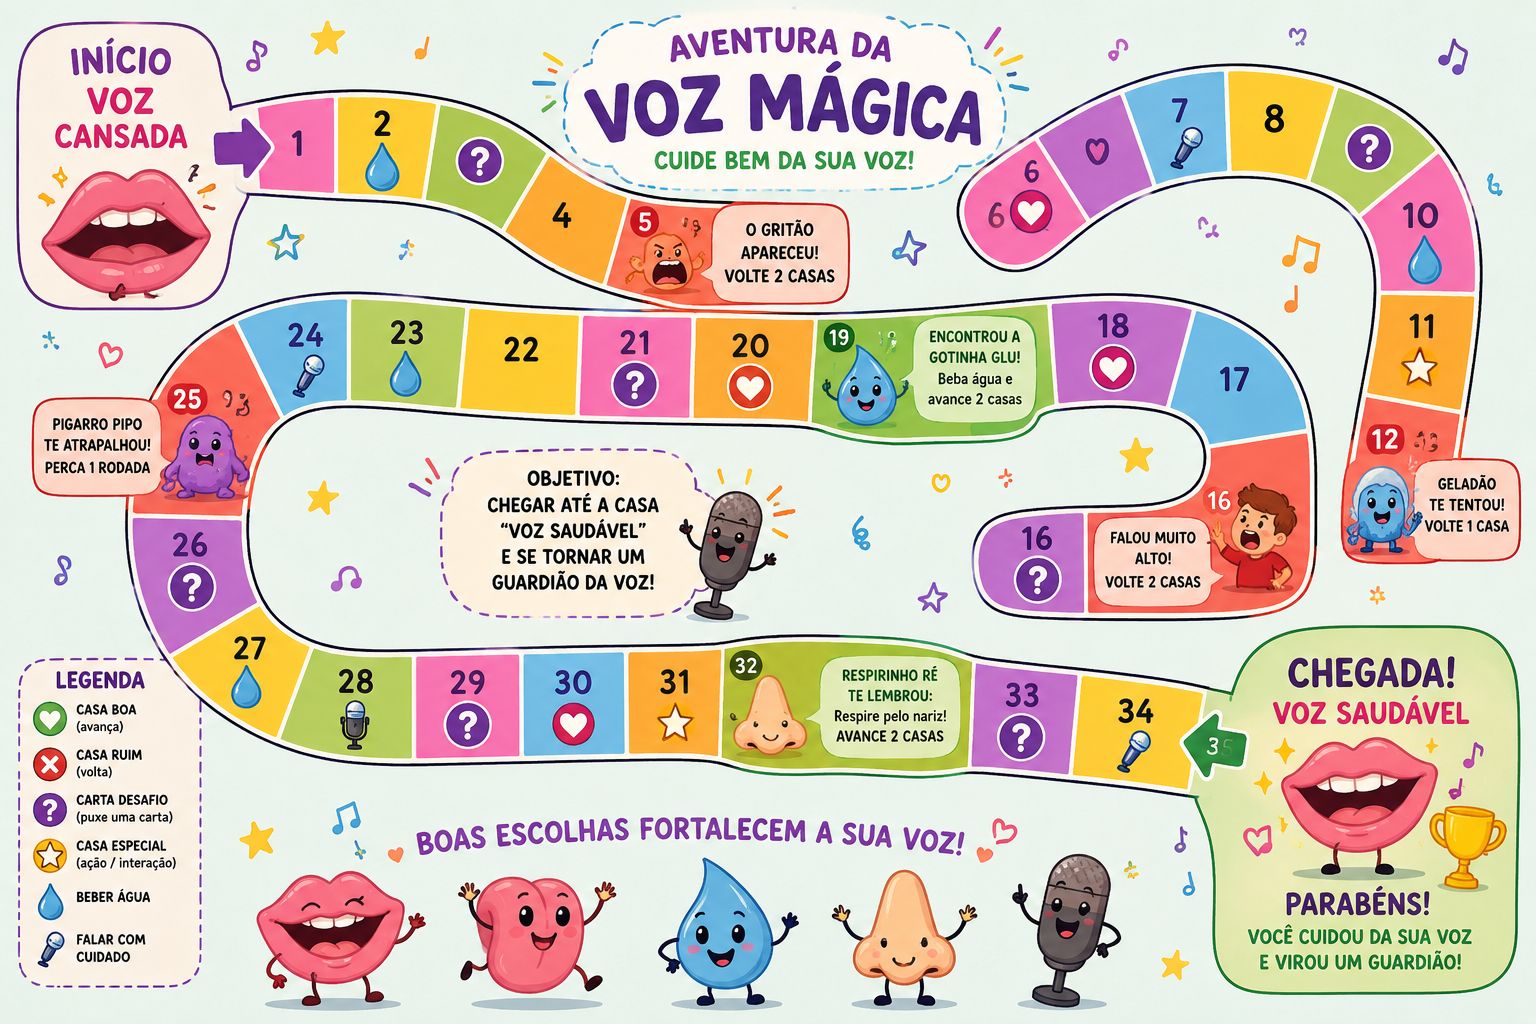 INÍCIO
VOZ
CANSADA
AVENTURA DA
VOZ MÁGICA
CUIDE BEM DA SUA VOZ!
1
2
?
4
5
O GRITÃO
APARECEU!
VOLTE 2 CASAS
6
6
7
8
?
10
11
12
GELADÃO
TE TENTOU!
VOLTE 1 CASA
16
?
16
FALOU MUITO
ALTO!
VOLTE 2 CASAS
17
18
19
ENCONTROU A
GOTINHA GLU!
Beba água e
avance 2 casas
20
21
?
22
23
24
25
PIGARRO PIPO
TE ATRAPALHOU!
PERCA 1 RODADA
OBJETIVO:
CHEGAR ATÉ A CASA
“VOZ SAUDÁVEL”
E SE TORNAR UM
GUARDIÃO DA VOZ!
26
?
27
28
29
?
30
31
32
RESPIRINHO RÉ
TE LEMBROU:
Respire pelo nariz!
AVANCE 2 CASAS
33
?
34
CHEGADA!
VOZ SAUDÁVEL
PARABÉNS!
VOCÊ CUIDOU DA SUA VOZ
E VIROU UM GUARDIÃO!
LEGENDA
CASA BOA
(avança)
CASA RUIM
(volta)
?
CARTA DESAFIO
(puxe uma carta)
CASA ESPECIAL
(ação / interação)
BEBER ÁGUA
FALAR COM
CUIDADO
BOAS ESCOLHAS FORTALECEM A SUA VOZ!